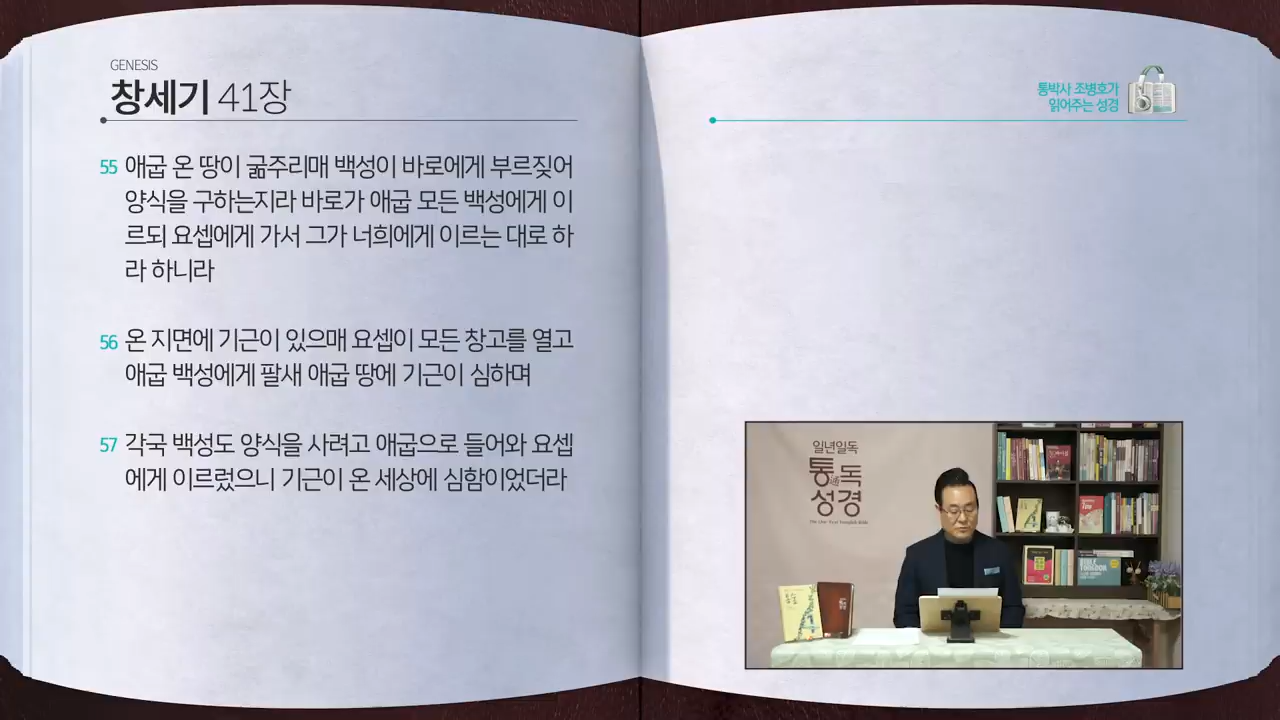 GENESIS
창세기 41장
통박사 조병호가
읽어주는 성경
55 애굽 온 땅이 굶주리매 백성이 바로에게 부르짖어
양식을 구하는지라 바로가 애굽 모든 백성에게 이
르되 요셉에게 가서 그가 너희에게 이르는 대로 하
라 하니라
56 온 지면에 기근이 있으매 요셉이 모든 창고를 열고
애굽 백성에게 팔새 애굽 땅에 기근이 심하며
57 각국 백성도 양식을 사려고 애굽으로 들어와 요셉
에게 이르렀으니 기근이 온 세상에 심함이었더라
일년일독
통通독
성경